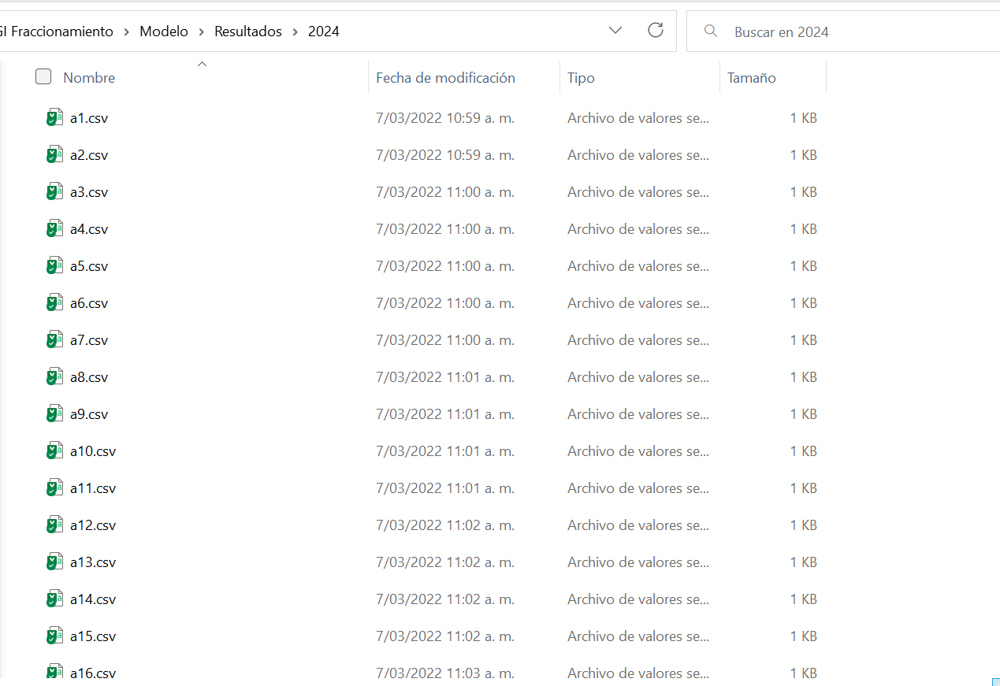 GI Fraccionamiento > Modelo > Resultados > 2024
Buscar en 2024
Nombre Fecha de modificación Tipo Tamaño
a1.csv 7/03/2022 10:59 a. m. Archivo de valores se... 1 KB
a2.csv 7/03/2022 10:59 a. m. Archivo de valores se... 1 KB
a3.csv 7/03/2022 11:00 a. m. Archivo de valores se... 1 KB
a4.csv 7/03/2022 11:00 a. m. Archivo de valores se... 1 KB
a5.csv 7/03/2022 11:00 a. m. Archivo de valores se... 1 KB
a6.csv 7/03/2022 11:00 a. m. Archivo de valores se... 1 KB
a7.csv 7/03/2022 11:00 a. m. Archivo de valores se... 1 KB
a8.csv 7/03/2022 11:01 a. m. Archivo de valores se... 1 KB
a9.csv 7/03/2022 11:01 a. m. Archivo de valores se... 1 KB
a10.csv 7/03/2022 11:01 a. m. Archivo de valores se... 1 KB
a11.csv 7/03/2022 11:01 a. m. Archivo de valores se... 1 KB
a12.csv 7/03/2022 11:02 a. m. Archivo de valores se... 1 KB
a13.csv 7/03/2022 11:02 a. m. Archivo de valores se... 1 KB
a14.csv 7/03/2022 11:02 a. m. Archivo de valores se... 1 KB
a15.csv 7/03/2022 11:02 a. m. Archivo de valores se... 1 KB
a16.csv 7/03/2022 11:03 a. m. Archivo de valores se... 1 KB